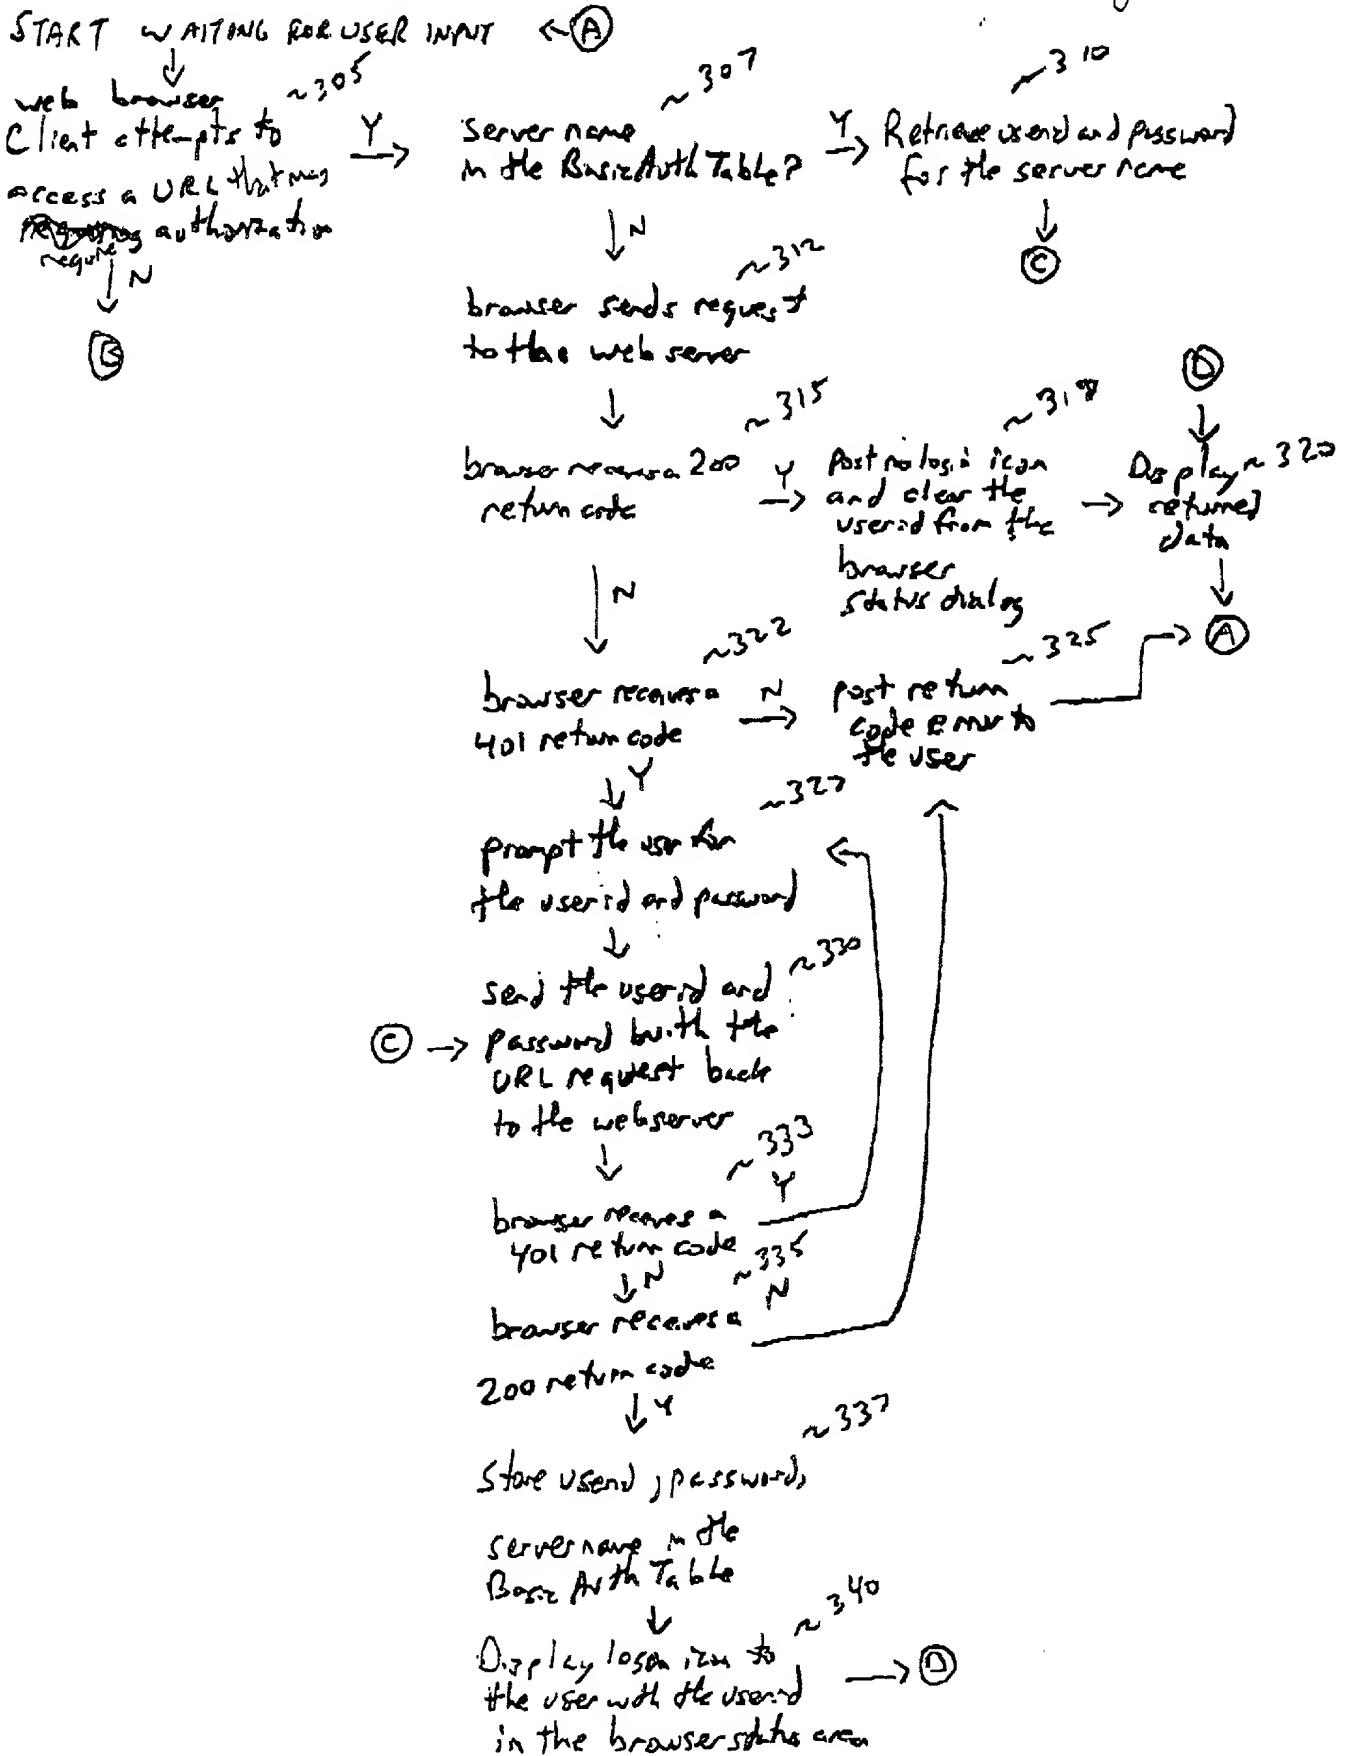 START WAITING FOR USER INPUT ← A
~305
web browser
Client attempts to
access a URL that may
require authorization
Y
N
B
~307
server name
in the Basic Auth Table?
Y
N
~310
Retrieve userid and password
for the server name
C
~312
browser sends request
to the web server
~315
browser receives a 200
return code
Y
N
~318
Post no login icon
and clear the
userid from the
browser
status dialog
D
~320
Display
returned
data
A
~322
browser receives a
401 return code
N
Y
~325
post return
code error to
the user
~327
prompt the user for
the userid and password
~330
send the userid and
C → password with the
URL request back
to the webserver
~333
browser receives a
401 return code
Y
N
~335
browser receives a
200 return code
N
Y
~337
Store userid, password,
server name in the
Basic Auth Table
~340
Display logon icon to
the user with the userid
in the browser status area
D